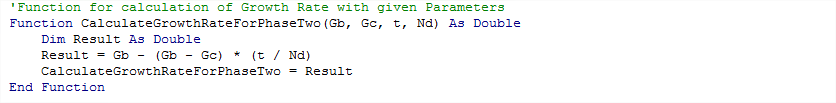 'Function for calculation of Growth Rate with given Parameters
Function CalculateGrowthRateForPhaseTwo(Gb, Gc, t, Nd) As Double
    Dim Result As Double
    Result = Gb - (Gb - Gc) * (t / Nd)
    CalculateGrowthRateForPhaseTwo = Result
End Function